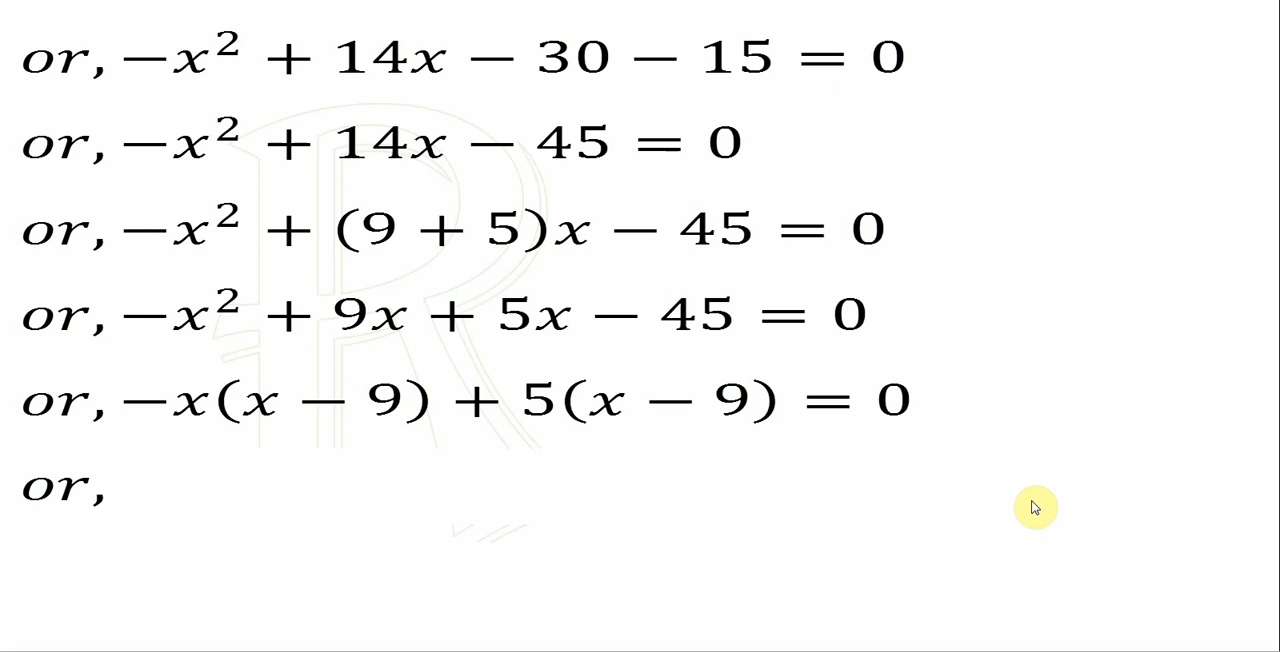 or, −x² + 14x − 30 − 15 = 0
or, −x² + 14x − 45 = 0
or, −x² + (9 + 5)x − 45 = 0
or, −x² + 9x + 5x − 45 = 0
or, −x(x − 9) + 5(x − 9) = 0
or,